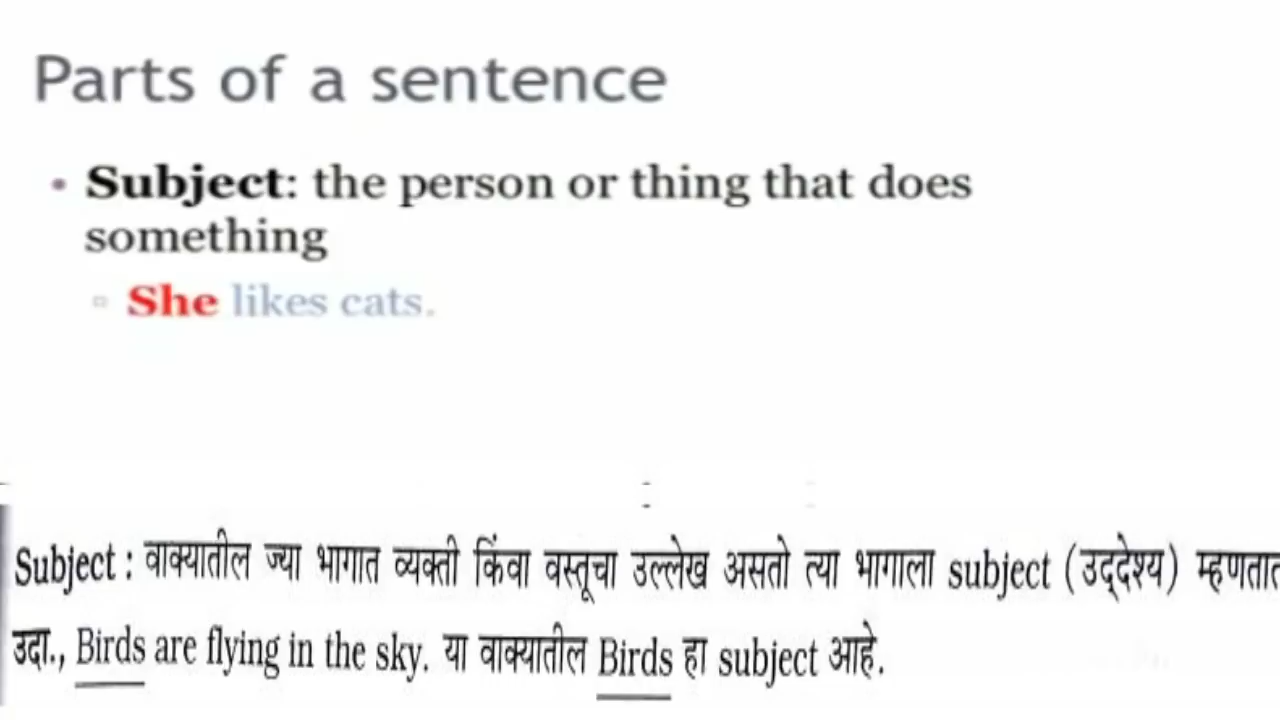 Parts of a sentence
• Subject: the person or thing that does
something
▫ She likes cats.
Subject : वाक्यातील ज्या भागात व्यक्ती किंवा वस्तूचा उल्लेख असतो त्या भागाला subject (उद्देश्य) म्हणतात
उदा., Birds are flying in the sky. या वाक्यातील Birds हा subject आहे.